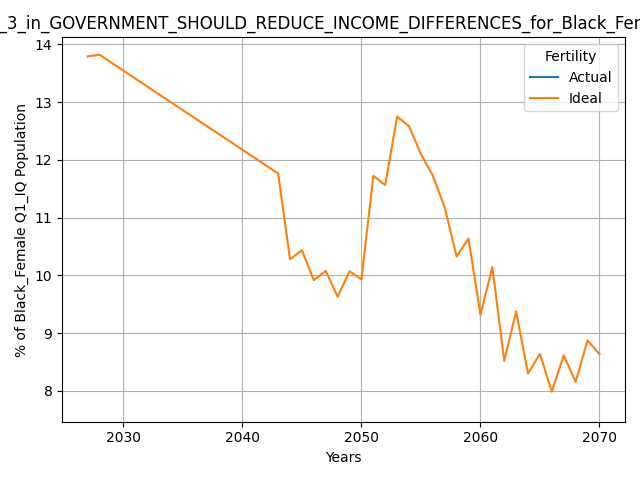 _3_in_GOVERNMENT_SHOULD_REDUCE_INCOME_DIFFERENCES_for_Black_Fer
Fertility
Actual
Ideal
% of Black_Female Q1_IQ Population
14
13
12
11
10
9
8
2030 2040 2050 2060 2070
Years